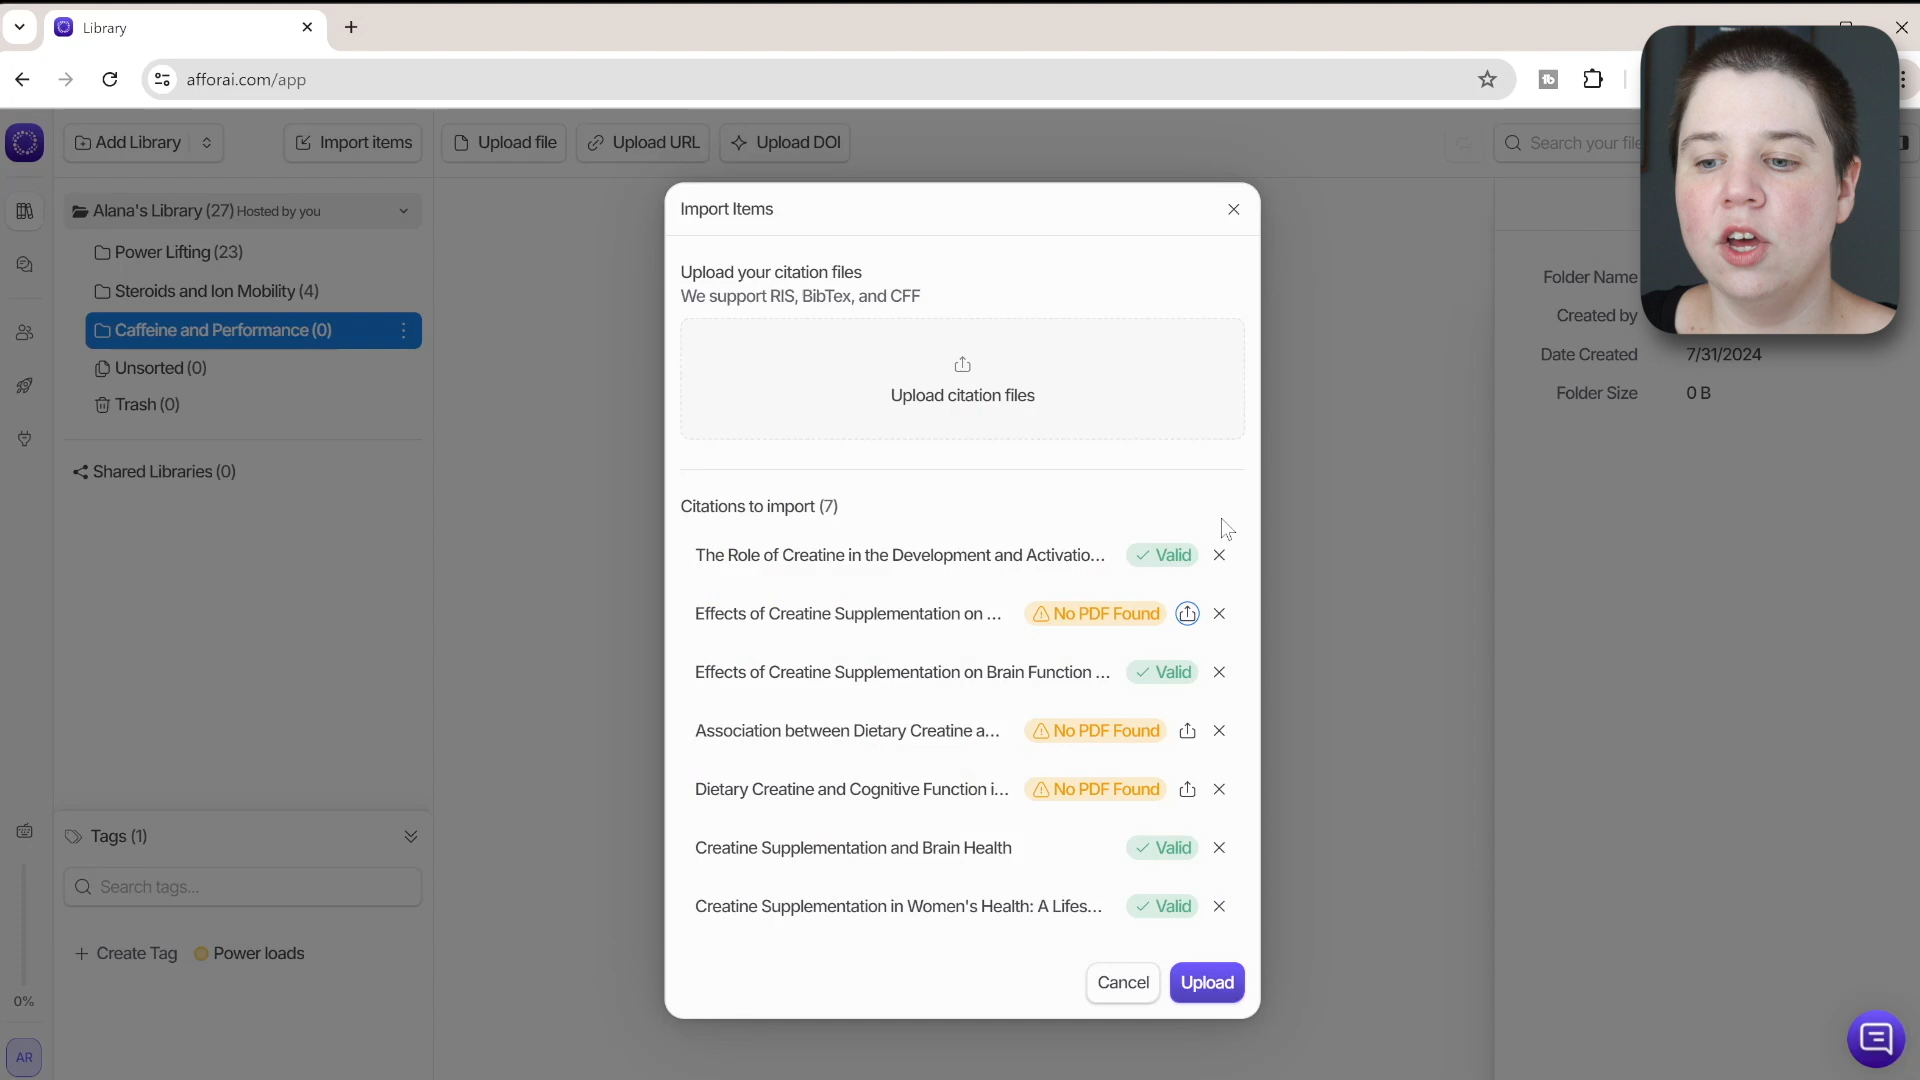 Library
afforai.com/app
Add Library
Import items
Upload file
Upload URL
Upload DOI
Search your file
Alana's Library (27) Hosted by you
Power Lifting (23)
Steroids and Ion Mobility (4)
Caffeine and Performance (0)
Unsorted (0)
Trash (0)
Shared Libraries (0)
Tags (1)
Search tags...
+ Create Tag
Power loads
0%
AR
Import Items
Upload your citation files
We support RIS, BibTex, and CFF
Upload citation files
Citations to import (7)
The Role of Creatine in the Development and Activatio... Valid
Effects of Creatine Supplementation on ... No PDF Found
Effects of Creatine Supplementation on Brain Function ... Valid
Association between Dietary Creatine a... No PDF Found
Dietary Creatine and Cognitive Function i... No PDF Found
Creatine Supplementation and Brain Health Valid
Creatine Supplementation in Women's Health: A Lifes... Valid
Cancel
Upload
Folder Name
Created by
Date Created 7/31/2024
Folder Size 0 B